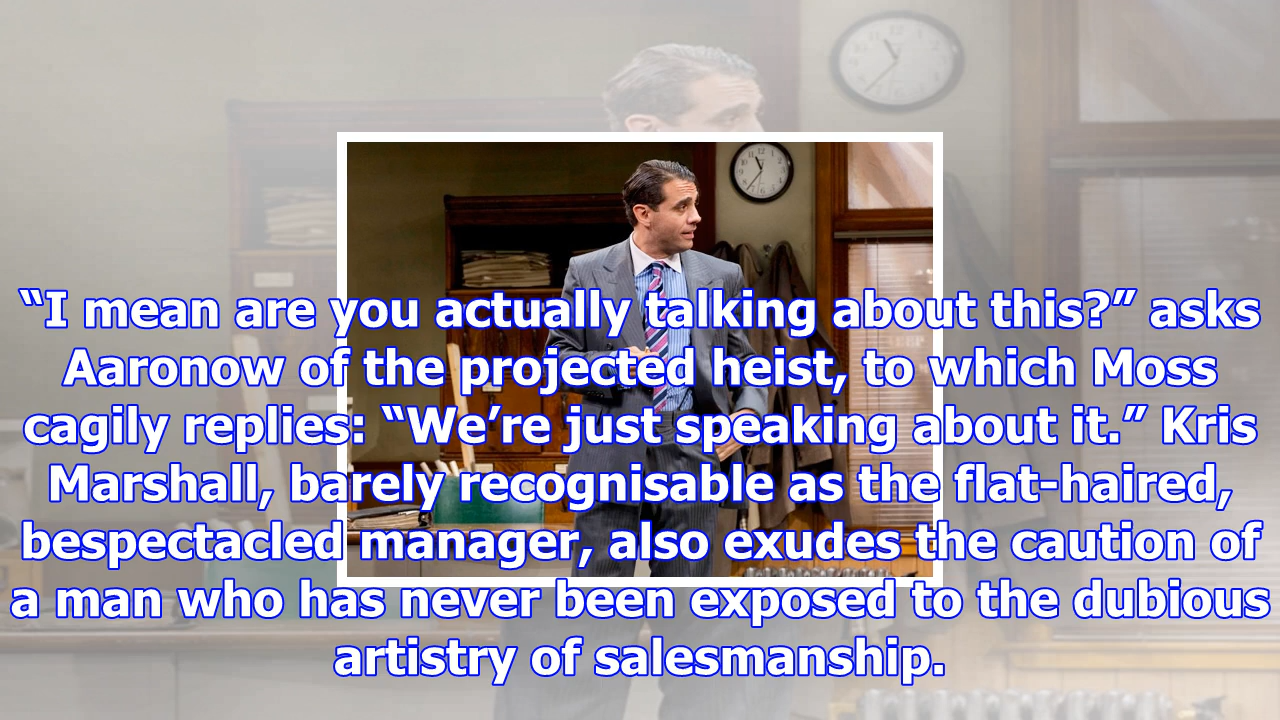 “I mean are you actually talking about this?” asks
Aaronow of the projected heist, to which Moss
cagily replies: “We’re just speaking about it.” Kris
Marshall, barely recognisable as the flat-haired,
bespectacled manager, also exudes the caution of
a man who has never been exposed to the dubious
artistry of salesmanship.